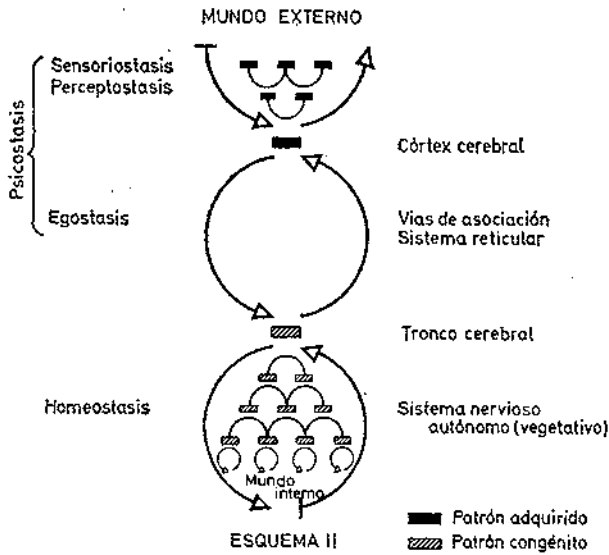 MUNDO EXTERNO
Sensoriostasis
Perceptostasis
Psicostasis
Córtex cerebral
Egostasis
Vias de asociación
Sistema reticular
Tronco cerebral
Homeostasis
Sistema nervioso
autónomo (vegetativo)
Mundo
interno
ESQUEMA II
Patrón adquirido
Patrón congénito